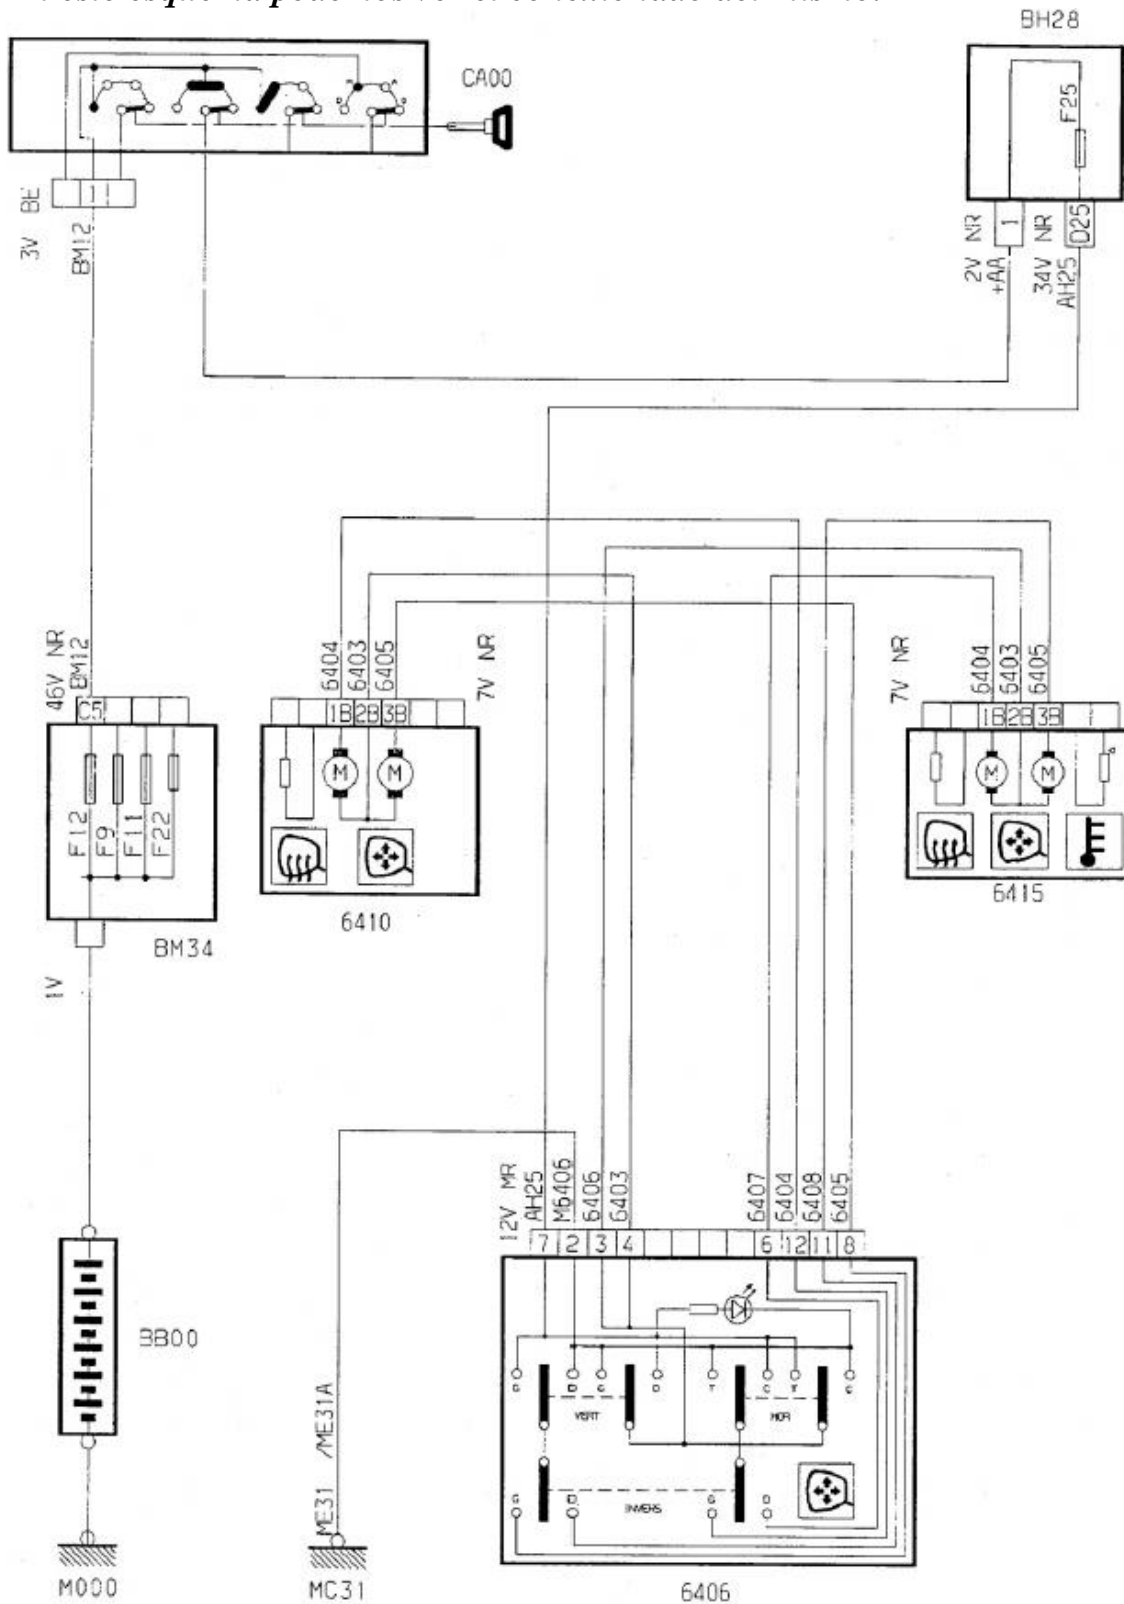 BH28
CA00
F25
1
D25
2V NR
+AA
34V NR
AH25
1
3V BE
BM12
46V NR
BM12
C5
F12
F9
F11
F22
BM34
1V
6404
6403
6405
7V NR
1B 2B 3B
M M
6410
7V NR
6404
6403
6405
1B 2B 3B
M M
6415
12V MR
AH25
M6406
6406
6403
6407
6404
6408
6405
7 2 3 4 6 12 11 8
VERT
HOR
INVERS
6406
BB00
M000
ME31 /ME31A
MC31